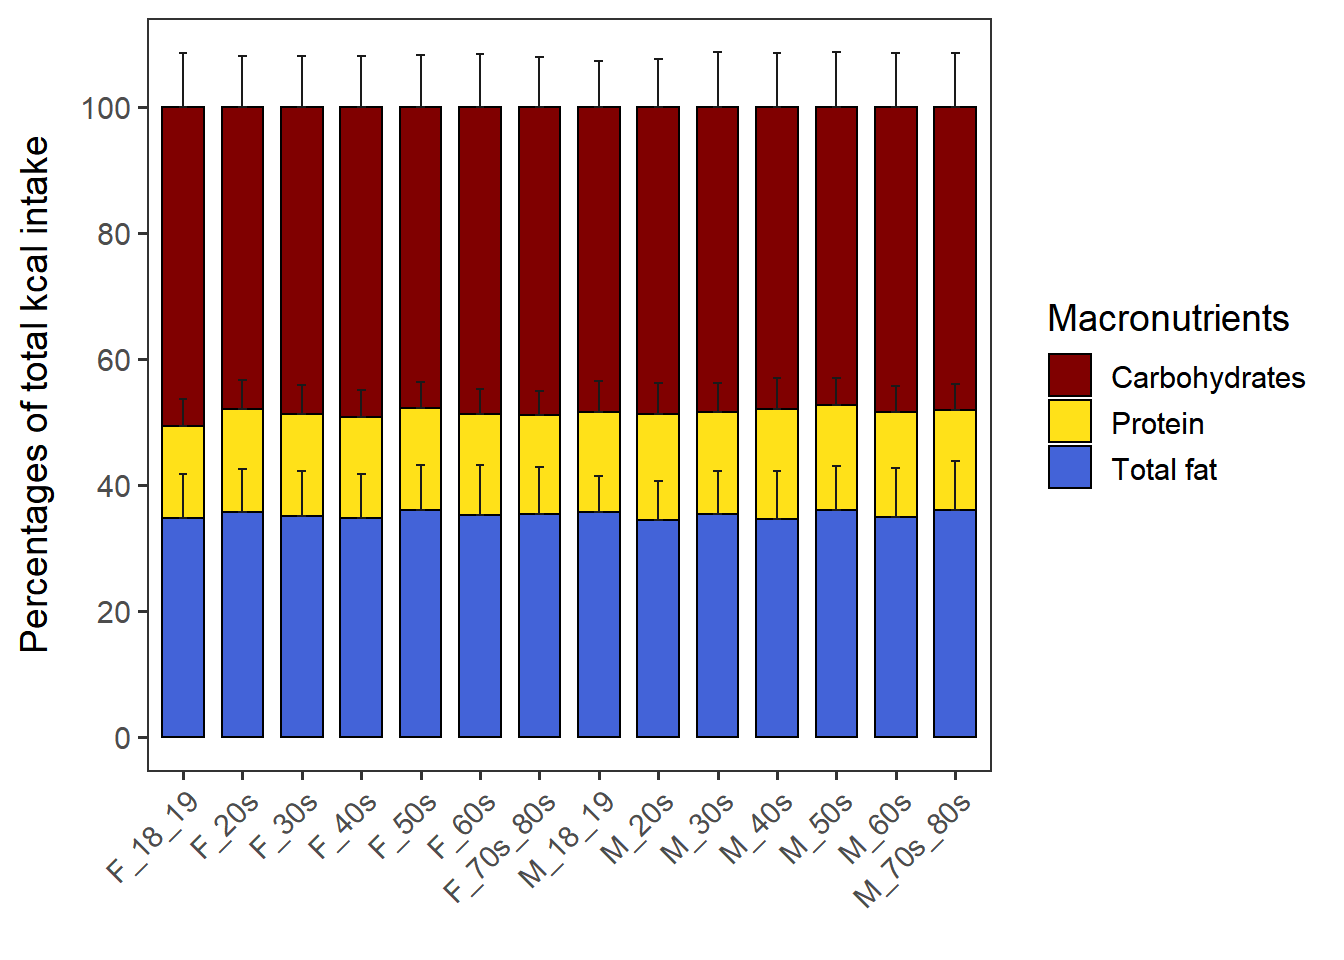 Percentages of total kcal intake
100
80
60
40
20
0
F_18_19
F_20s
F_30s
F_40s
F_50s
F_60s
F_70s_80s
M_18_19
M_20s
M_30s
M_40s
M_50s
M_60s
M_70s_80s
Macronutrients
Carbohydrates
Protein
Total fat